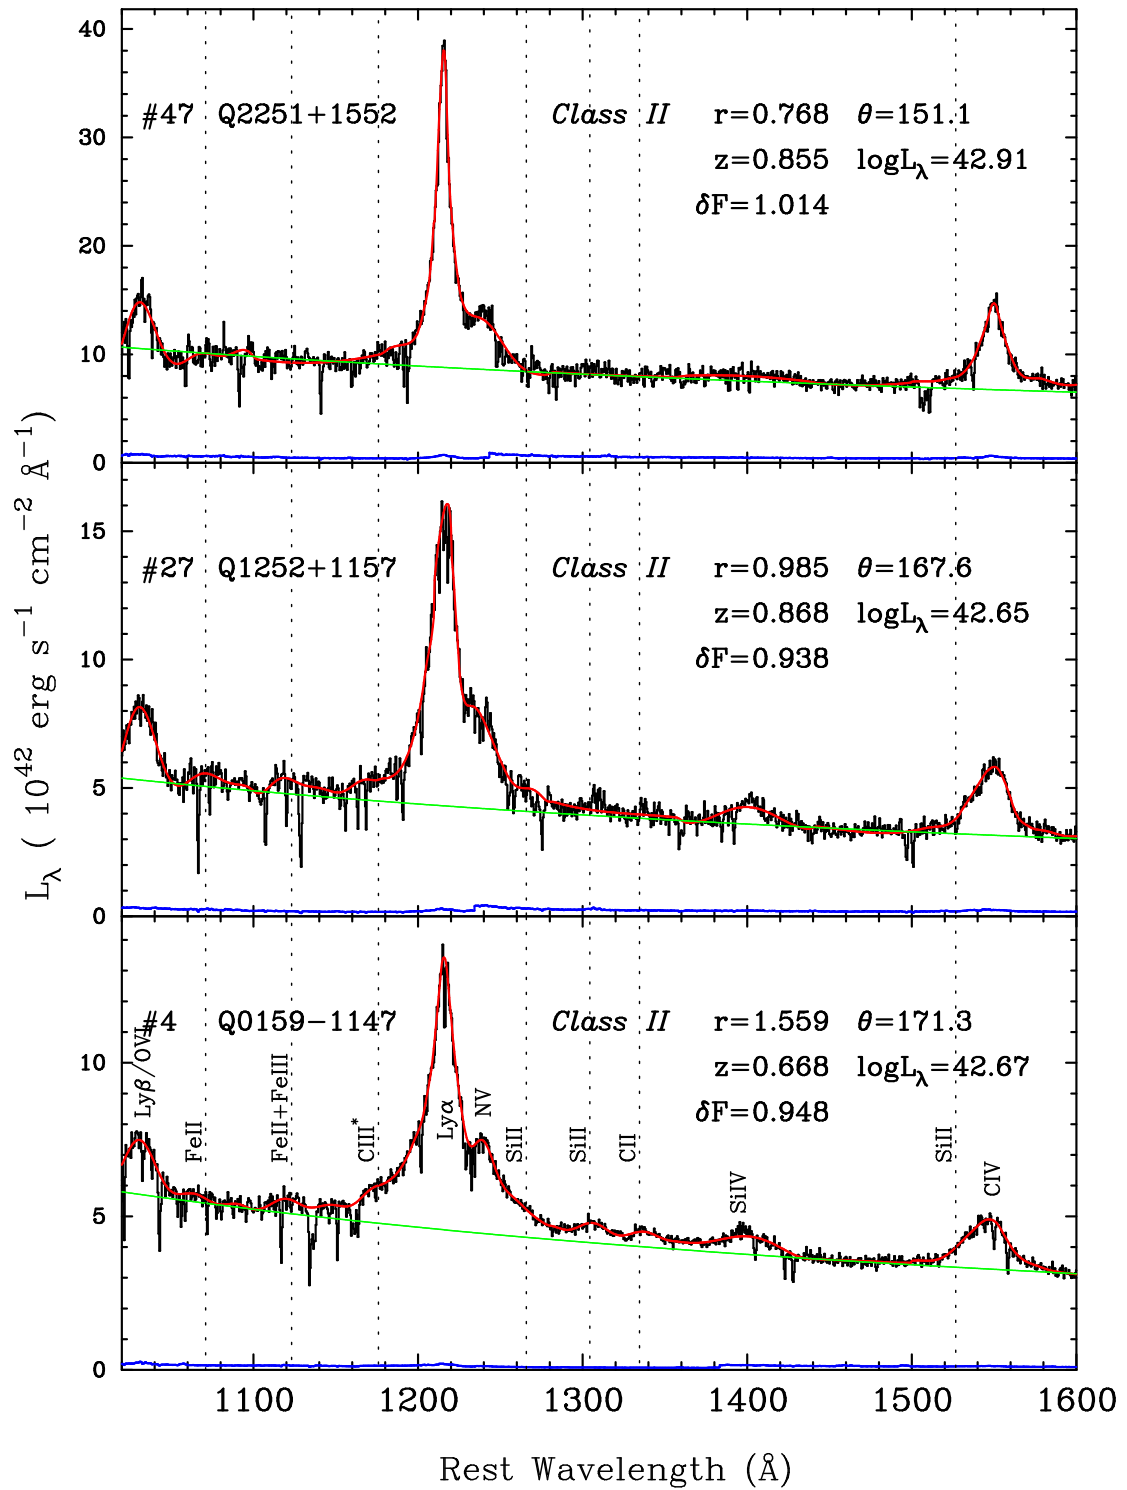 40
30
20
10
0
#47 Q2251+1552 Class II r=0.768 θ=151.1
z=0.855 logLλ=42.91
δF=1.014
15
10
5
0
#27 Q1252+1157 Class II r=0.985 θ=167.6
z=0.868 logLλ=42.65
δF=0.938
10
5
0
#4 Q0159−1147 Class II r=1.559 θ=171.3
z=0.668 logLλ=42.67
δF=0.948
Lyβ/OVI
FeII
FeII+FeIII
CIII*
Lyα
NV
SiII
SiII
CII
SiIV
SiII
CIV
1100 1200 1300 1400 1500 1600
Rest Wavelength (Å)
Lλ ( 10^42 erg s^−1 cm^−2 Å^−1)